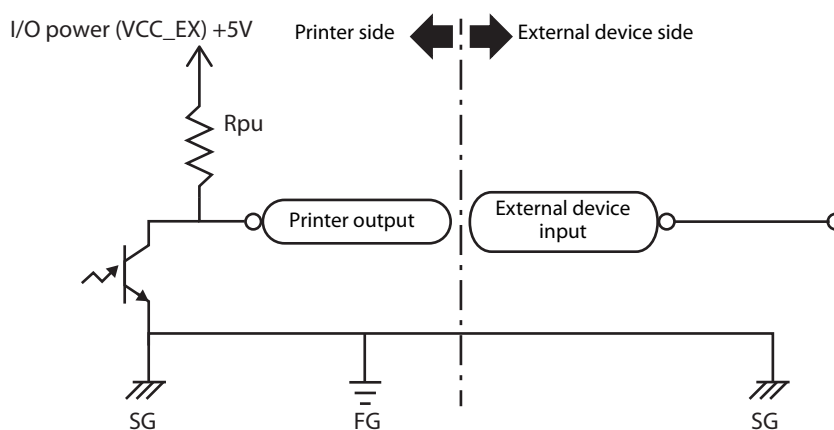 I/O power (VCC_EX) +5V
Printer side
External device side
Rpu
Printer output
External device
input
SG
FG
SG